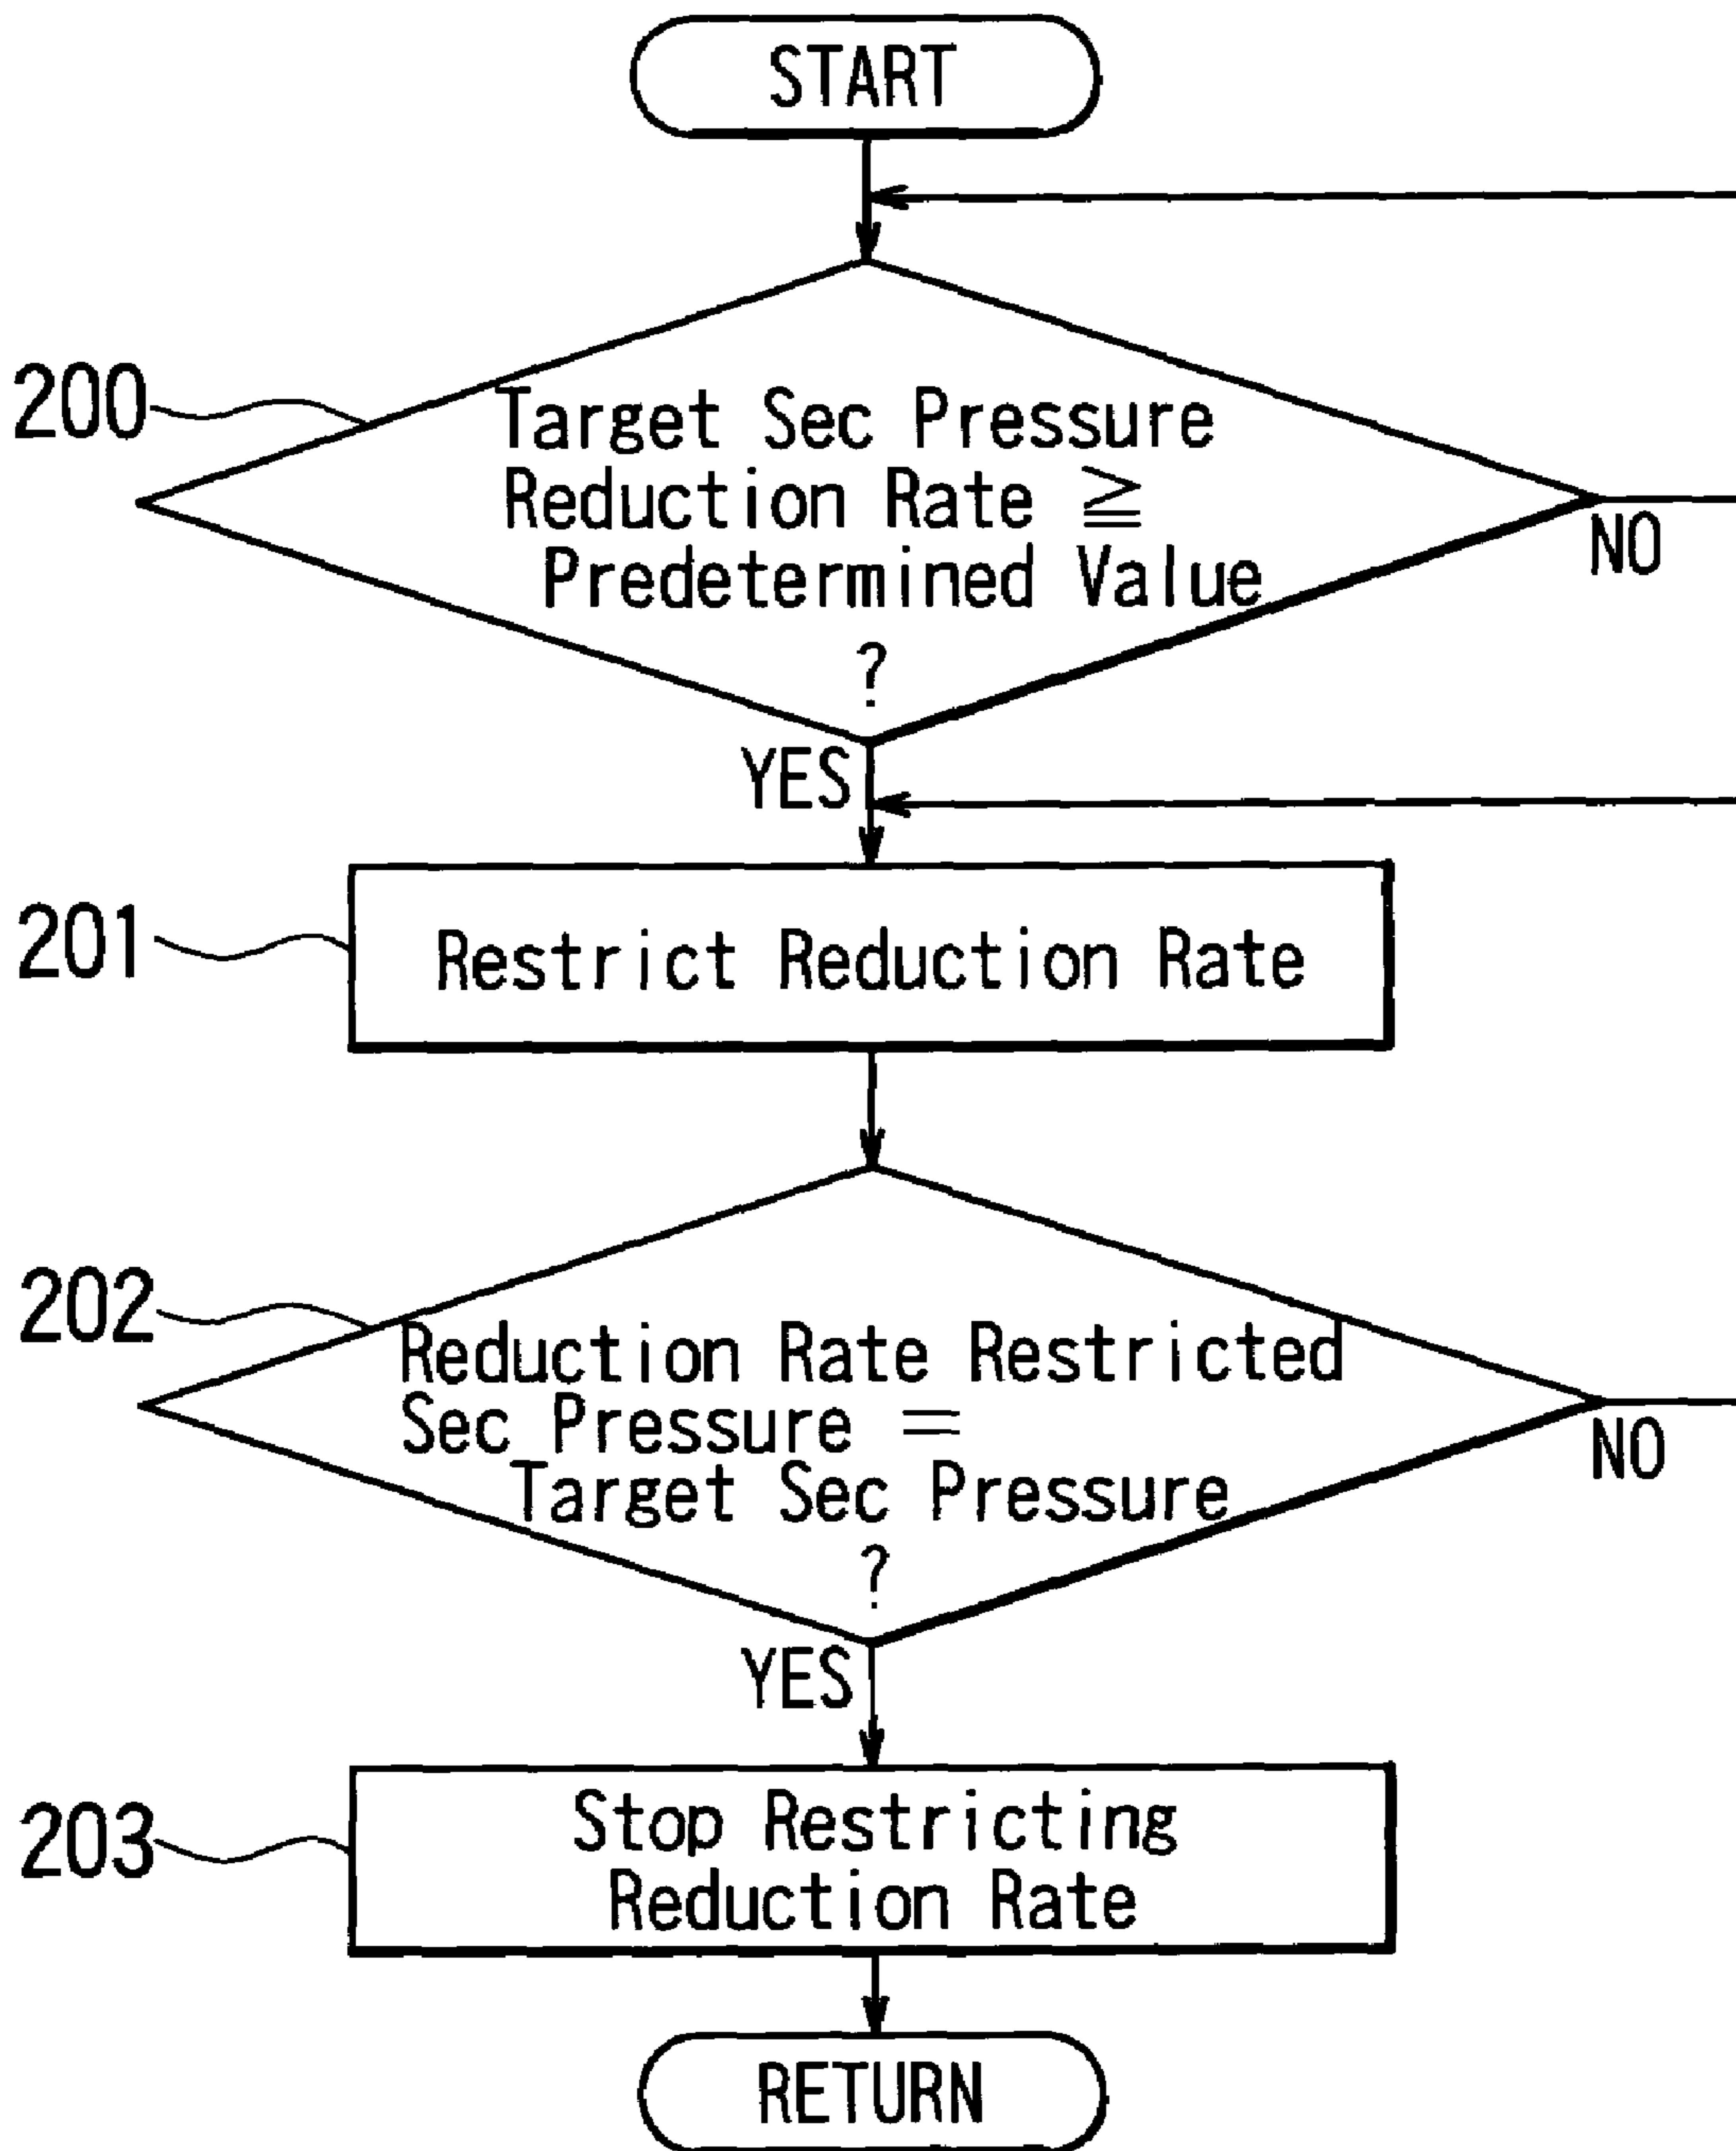 START
200
Target Sec Pressure
Reduction Rate ≧
Predetermined Value
?
NO
YES
201
Restrict Reduction Rate
202
Reduction Rate Restricted
Sec Pressure =
Target Sec Pressure
?
NO
YES
203
Stop Restricting
Reduction Rate
RETURN